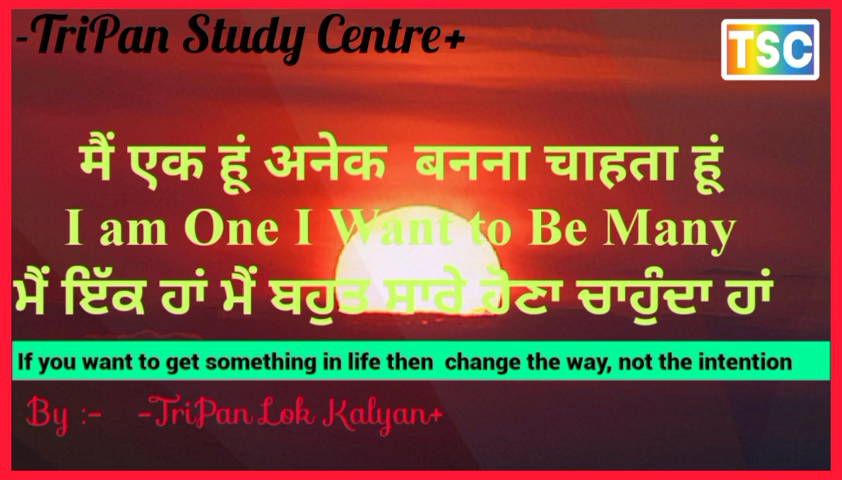 -TriPan Study Centre+
TSC
मैं एक हूं अनेक बनना चाहता हूं
I am One I Want to Be Many
ਮੈਂ ਇੱਕ ਹਾਂ ਮੈਂ ਬਹੁਤ ਸਾਰੇ ਹੋਣਾ ਚਾਹੁੰਦਾ ਹਾਂ
If you want to get something in life then change the way, not the intention
By :- -TriPan Lok Kalyan+